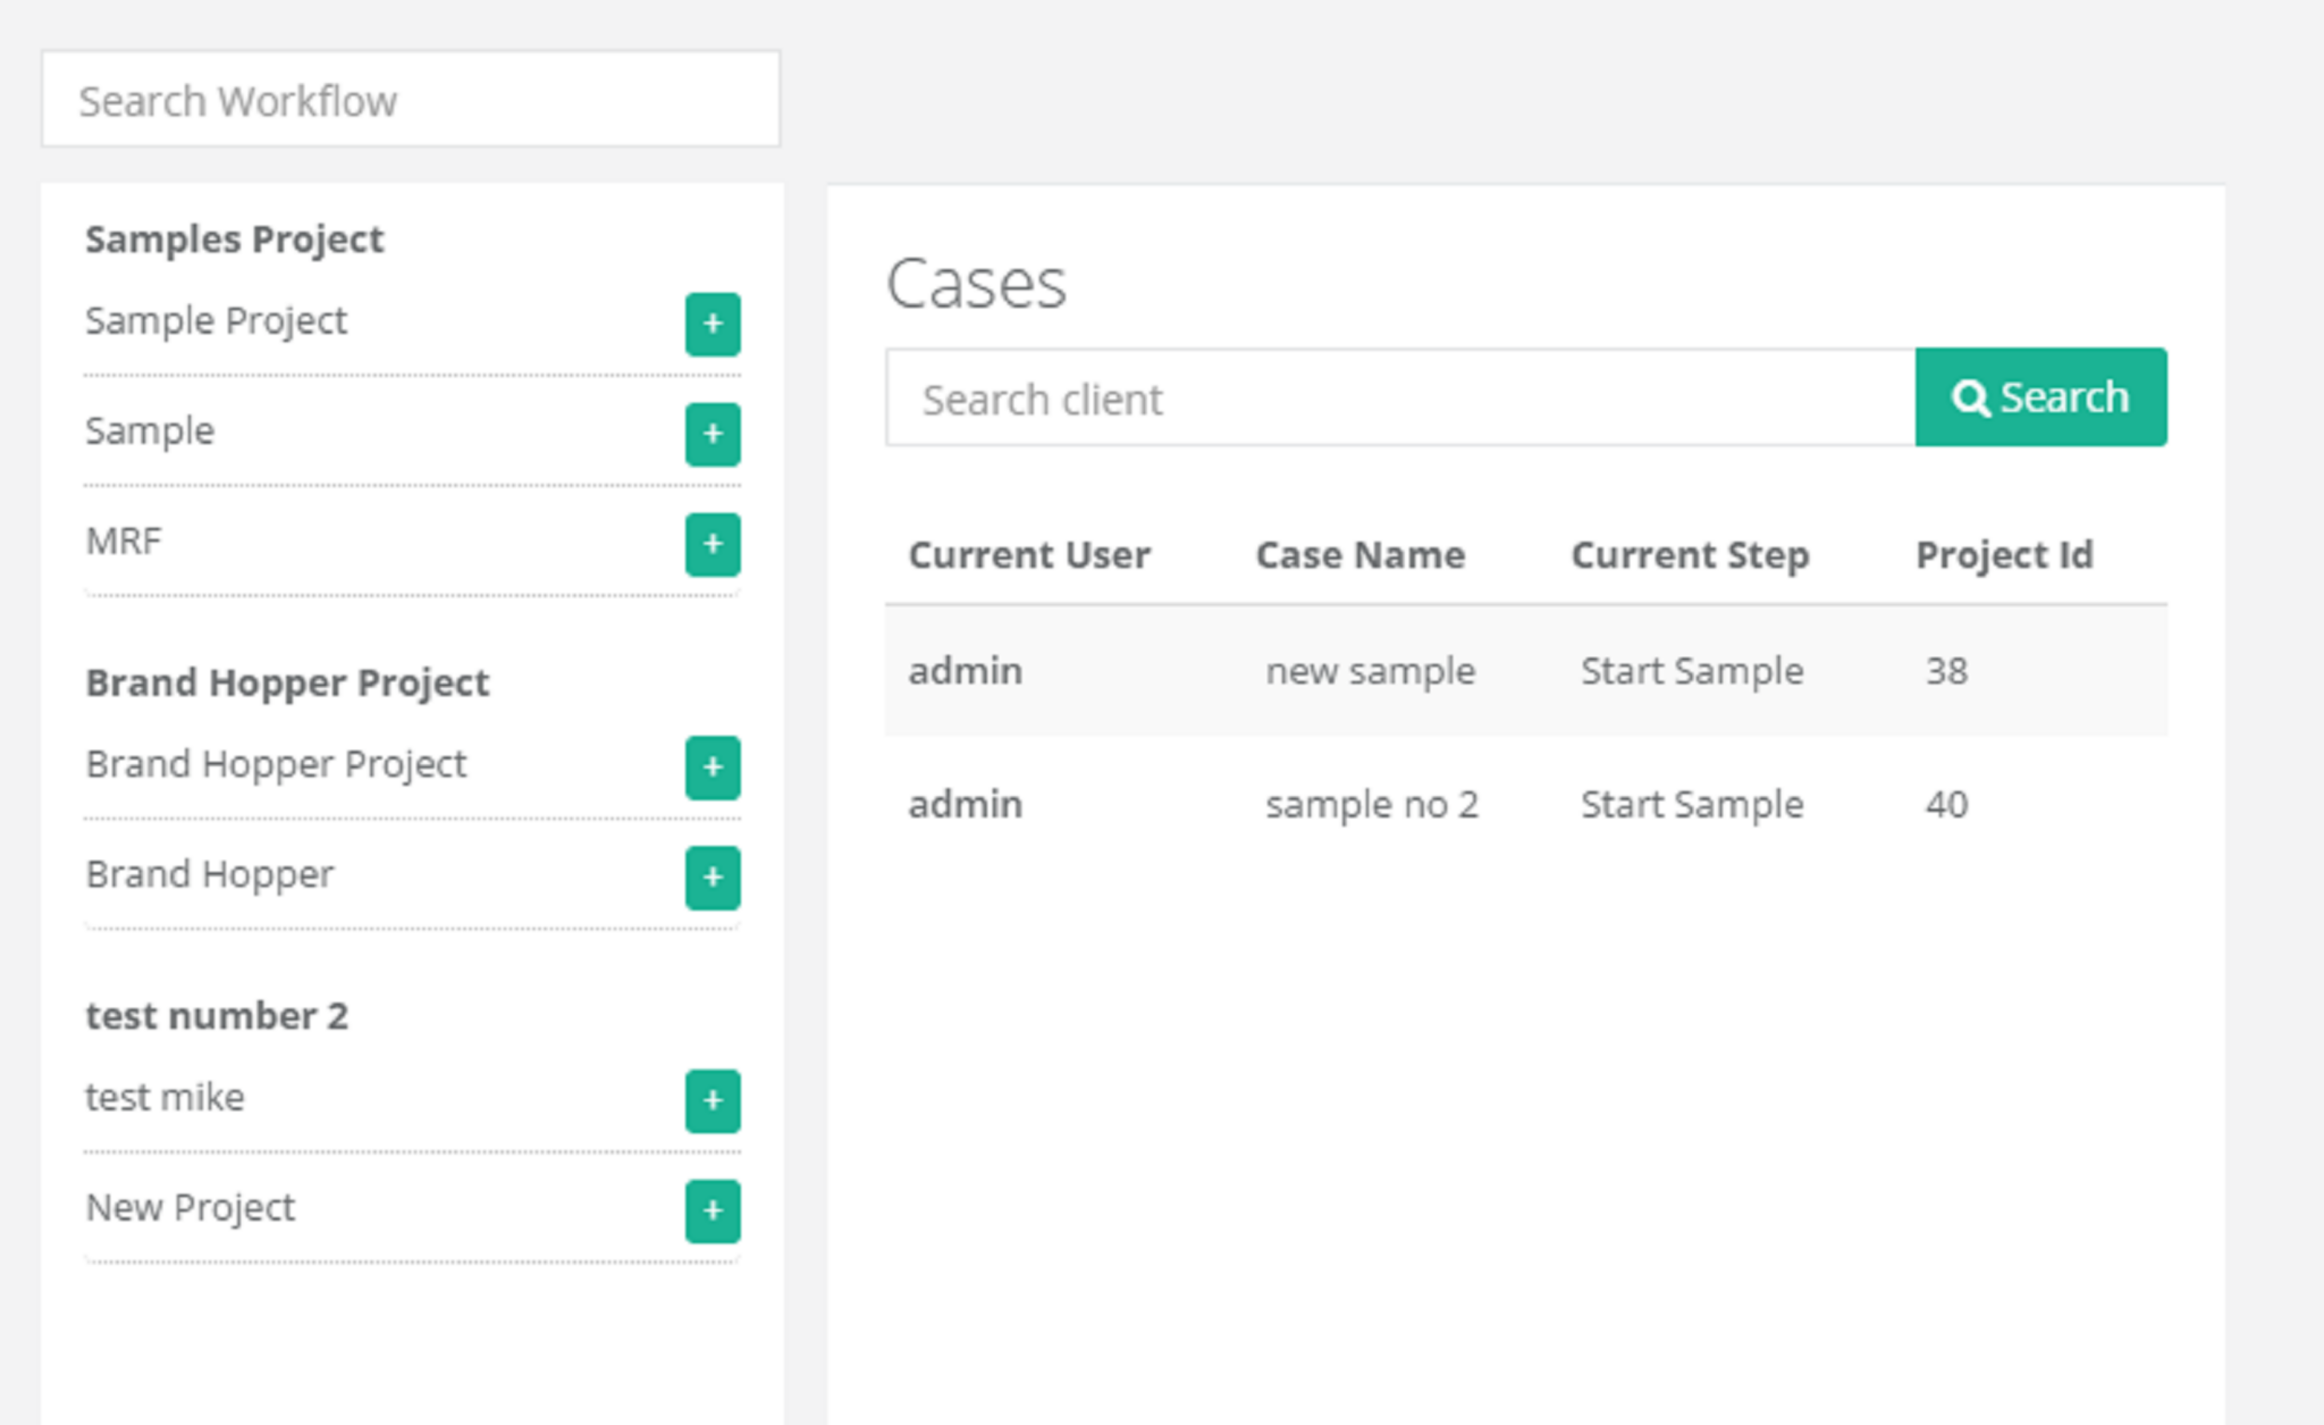 Search Workflow
Samples Project
Sample Project +
Sample +
MRF +
Brand Hopper Project
Brand Hopper Project +
Brand Hopper +
test number 2
test mike +
New Project +
Cases
Search client Search
Current User Case Name Current Step Project Id
admin new sample Start Sample 38
admin sample no 2 Start Sample 40